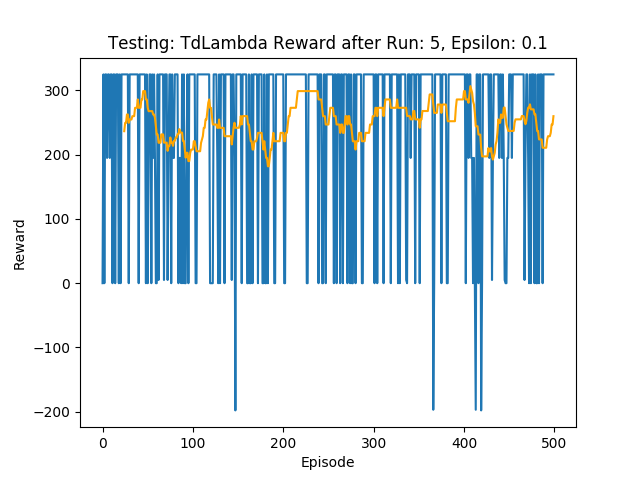 Testing: TdLambda Reward after Run: 5, Epsilon: 0.1
300
200
100
0
−100
−200
Reward
0 100 200 300 400 500
Episode